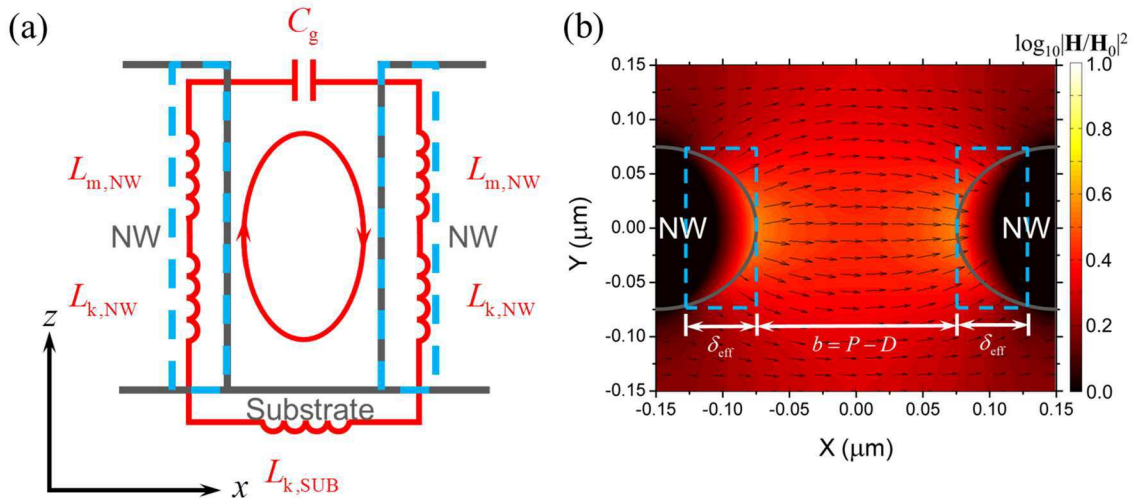 (a)
C_g
L_m,NW
L_m,NW
NW
NW
L_k,NW
L_k,NW
z
Substrate
x
L_k,SUB
(b)
log₁₀|H/H₀|²
0.15
0.10
0.05
0.00
-0.05
-0.10
-0.15
Y (μm)
NW
NW
δ_eff
b = P − D
δ_eff
-0.15
-0.10
-0.05
0.00
0.05
0.10
0.15
X (μm)
1.0
0.8
0.6
0.4
0.2
0.0